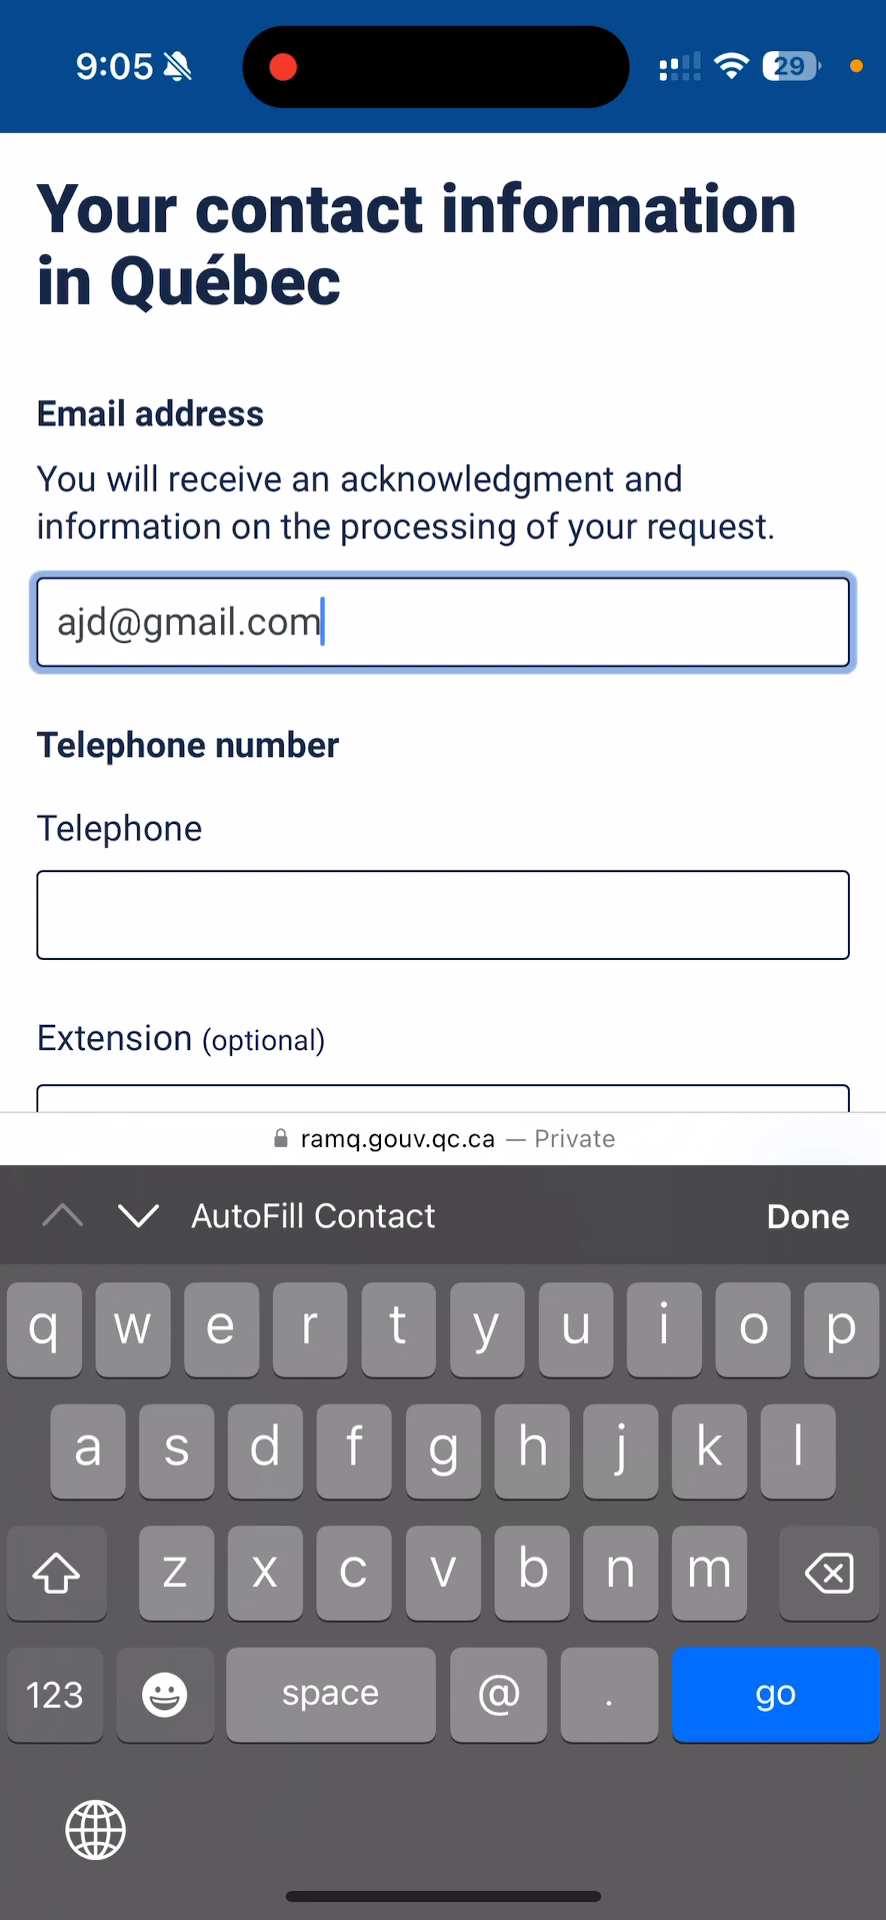 9:05
29
Your contact information
in Québec
Email address
You will receive an acknowledgment and
information on the processing of your request.
ajd@gmail.com
Telephone number
Telephone
Extension (optional)
ramq.gouv.qc.ca — Private
AutoFill Contact Done
q w e r t y u i o p
a s d f g h j k l
z x c v b n m
123 space @ . go